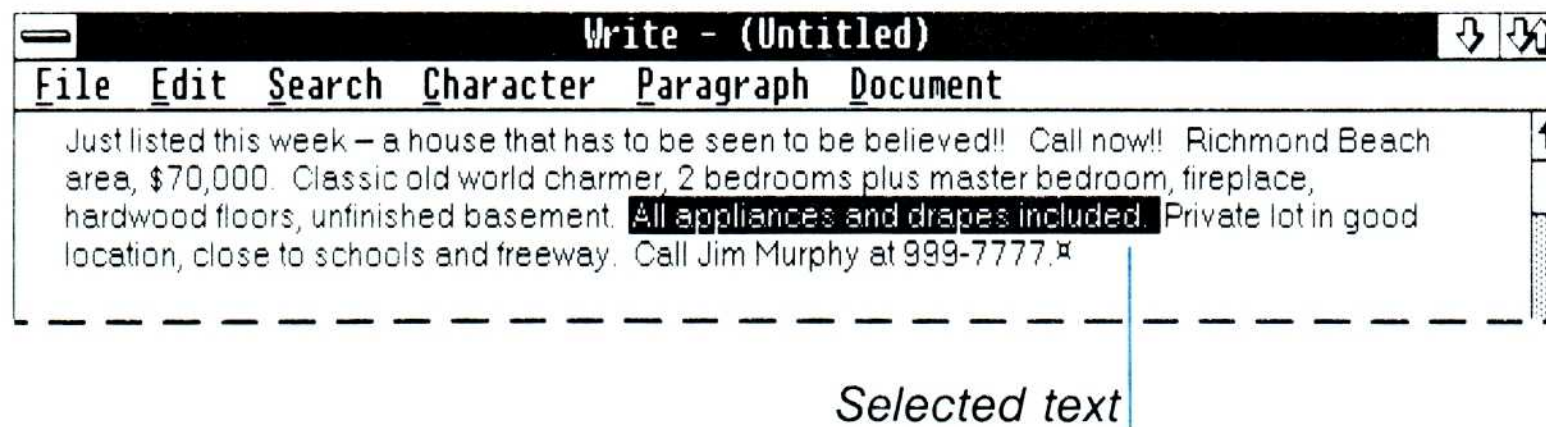 Write - (Untitled)
File Edit Search Character Paragraph Document
Just listed this week – a house that has to be seen to be believed!! Call now!! Richmond Beach
area, $70,000. Classic old world charmer, 2 bedrooms plus master bedroom, fireplace,
hardwood floors, unfinished basement. All appliances and drapes included. Private lot in good
location, close to schools and freeway. Call Jim Murphy at 999-7777.¤
Selected text